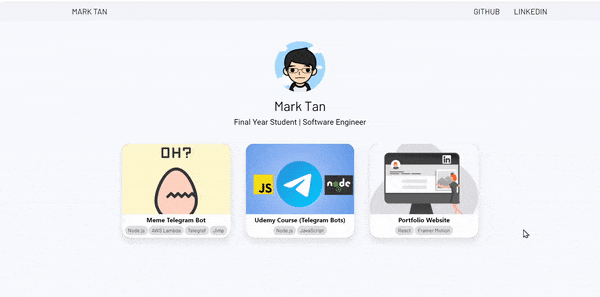 MARK TAN
GITHUB LINKEDIN
Mark Tan
Final Year Student | Software Engineer
OH?
JS
node
in
Meme Telegram Bot
Node.js AWS Lambda Telegraf Jimp
Udemy Course (Telegram Bots)
Node.js JavaScript
Portfolio Website
React Framer Motion